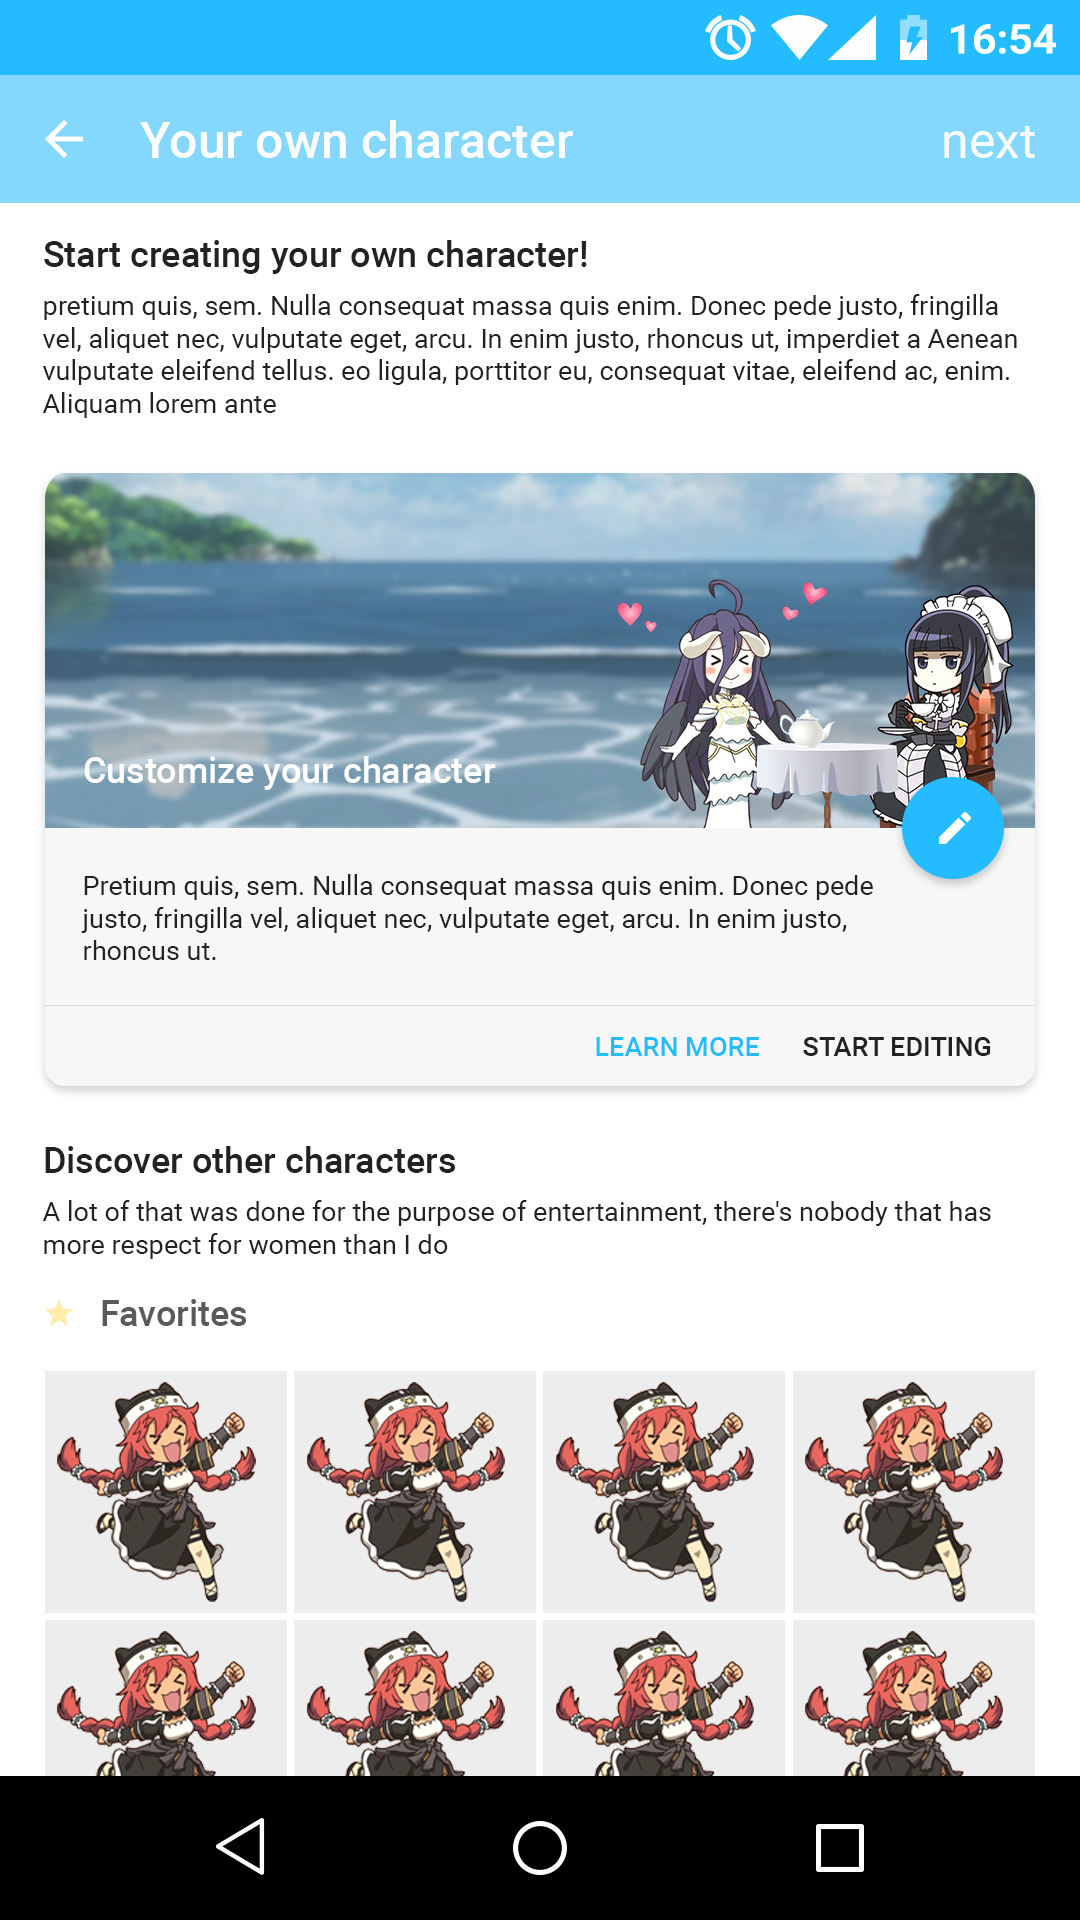 16:54
Your own character
next
Start creating your own character!
pretium quis, sem. Nulla consequat massa quis enim. Donec pede justo, fringilla
vel, aliquet nec, vulputate eget, arcu. In enim justo, rhoncus ut, imperdiet a Aenean
vulputate eleifend tellus. eo ligula, porttitor eu, consequat vitae, eleifend ac, enim.
Aliquam lorem ante
Customize your character
Pretium quis, sem. Nulla consequat massa quis enim. Donec pede
justo, fringilla vel, aliquet nec, vulputate eget, arcu. In enim justo,
rhoncus ut.
LEARN MORE
START EDITING
Discover other characters
A lot of that was done for the purpose of entertainment, there's nobody that has
more respect for women than I do
Favorites